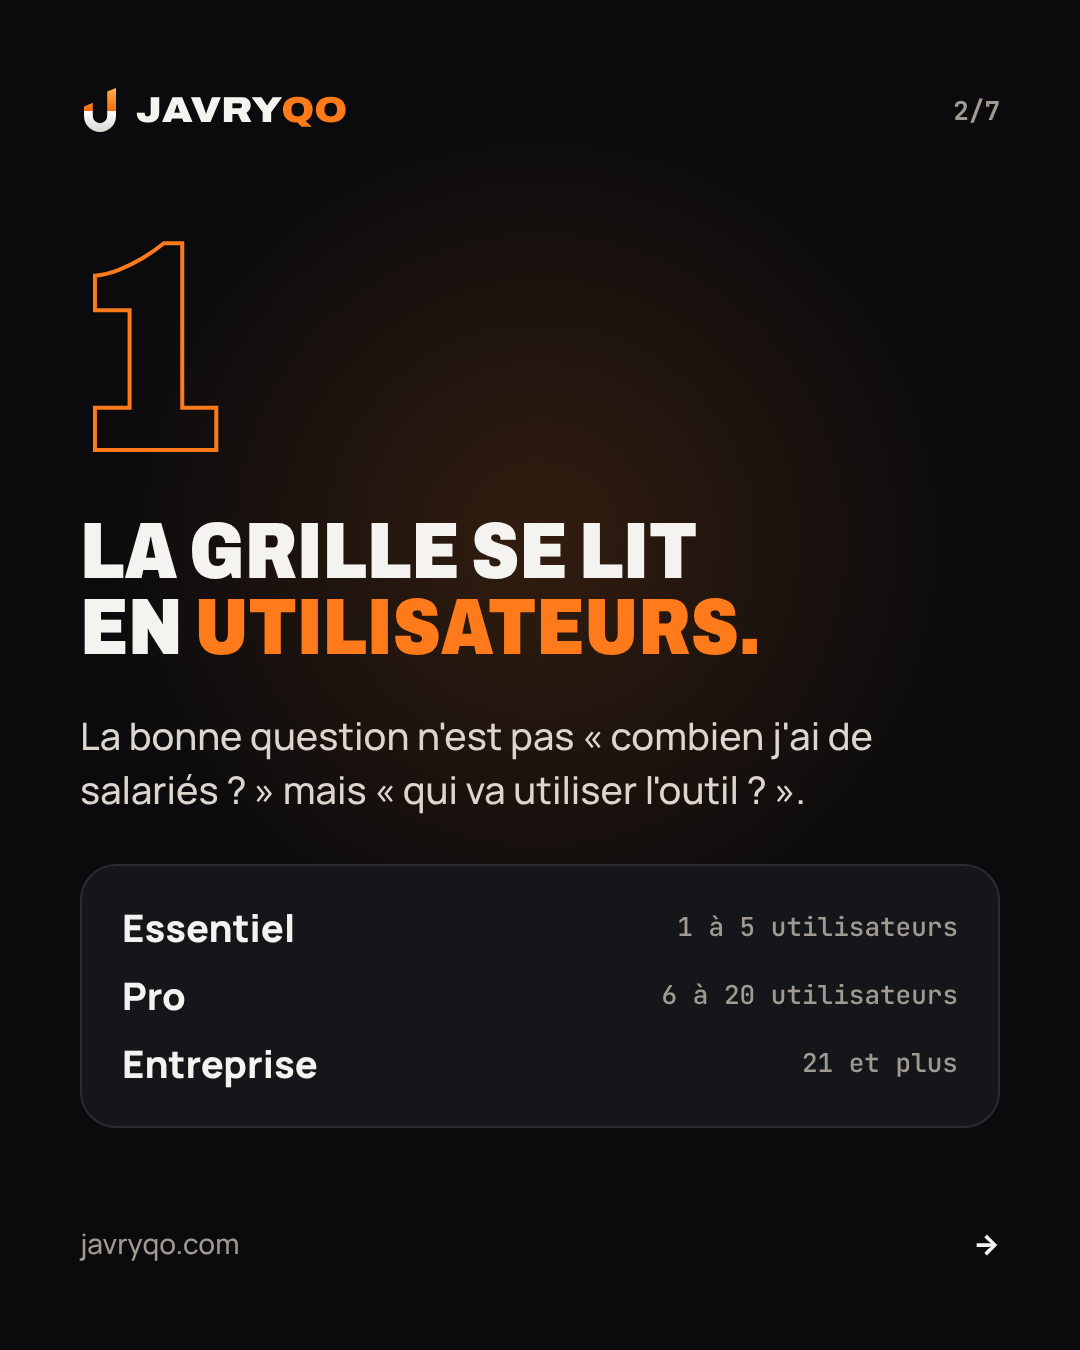 JAVRYQO
2/7
1
LA GRILLE SE LIT
EN UTILISATEURS.
La bonne question n'est pas « combien j'ai de
salariés ? » mais « qui va utiliser l'outil ? ».
Essentiel 1 à 5 utilisateurs
Pro 6 à 20 utilisateurs
Entreprise 21 et plus
javryqo.com →